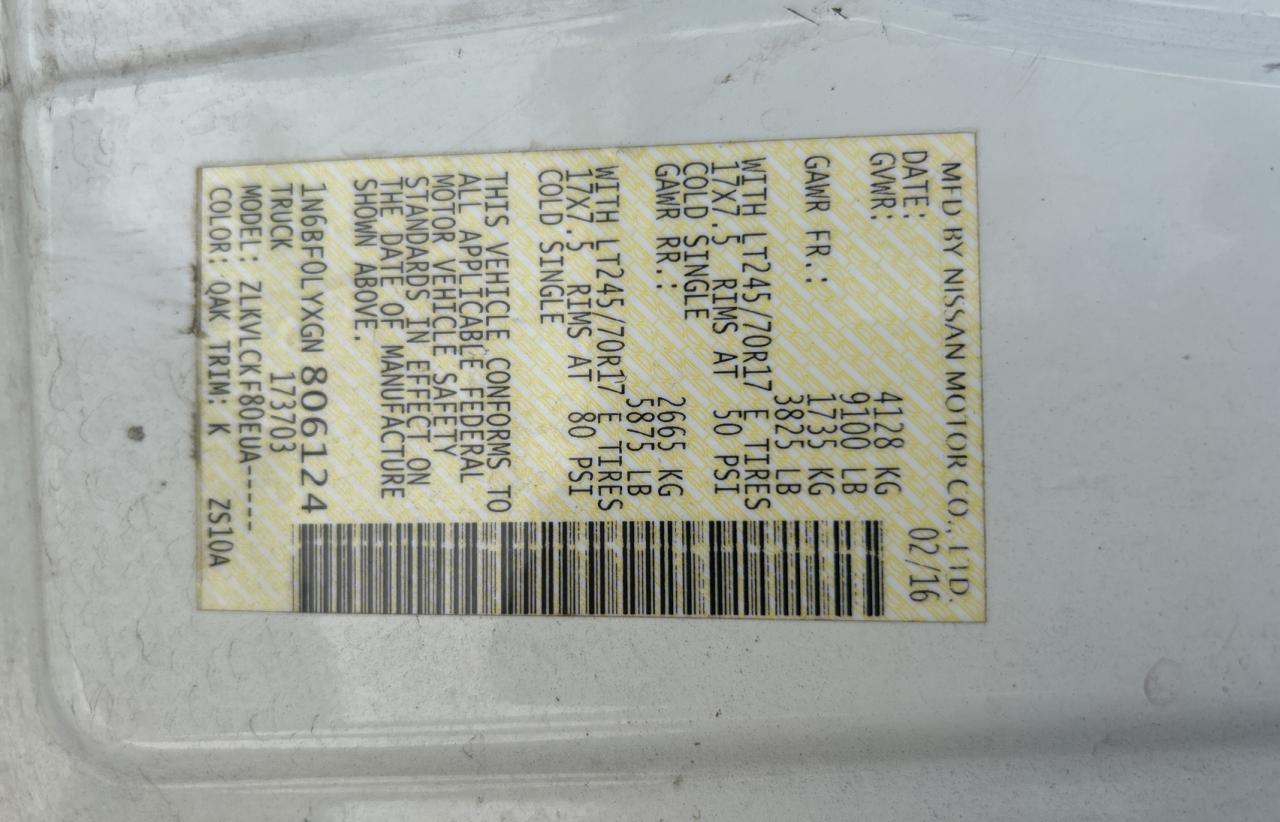 MFD BY NISSAN MOTOR CO., LTD.
DATE: 02/16
GVWR: 4128 KG
9100 LB
GAWR FR.: 1735 KG
3825 LB
WITH LT245/70R17 E TIRES
17X7.5 RIMS AT 50 PSI
COLD SINGLE
GAWR RR.: 2665 KG
5875 LB
WITH LT245/70R17 E TIRES
17X7.5 RIMS AT 80 PSI
COLD SINGLE
THIS VEHICLE CONFORMS TO
ALL APPLICABLE FEDERAL
MOTOR VEHICLE SAFETY
STANDARDS IN EFFECT ON
THE DATE OF MANUFACTURE
SHOWN ABOVE.
1N6BF0LYXGN 806124
TRUCK 173703
MODEL: ZLKVLCKF80EUA-----
COLOR: QAK TRIM: K ZS10A